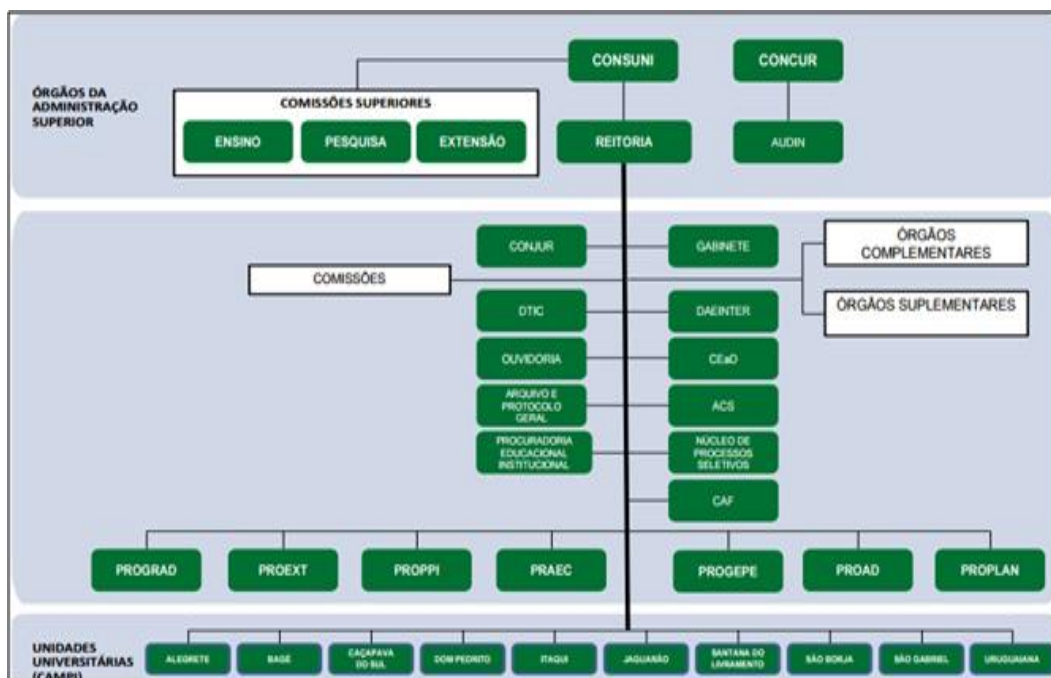 CONSUNI
CONCUR
ÓRGÃOS DA
ADMINISTRAÇÃO
SUPERIOR
COMISSÕES SUPERIORES
ENSINO
PESQUISA
EXTENSÃO
REITORIA
AUDIN
CONJUR
GABINETE
ÓRGÃOS
COMPLEMENTARES
COMISSÕES
DTIC
DAEINTER
ÓRGÃOS SUPLEMENTARES
OUVIDORIA
CEaD
ARQUIVO E
PROTOCOLO
GERAL
ACS
PROCURADORIA
EDUCACIONAL
INSTITUCIONAL
NÚCLEO DE
PROCESSOS
SELETIVOS
CAF
PROGRAD
PROEXT
PROPPI
PRAEC
PROGEPE
PROAD
PROPLAN
UNIDADES
UNIVERSITÁRIAS
(CAMPI)
ALEGRETE
BAGÉ
CAÇAPAVA
DO SUL
DOM PEDRITO
ITAQUI
JAGUARÃO
SANTANA DO
LIVRAMENTO
SÃO BORJA
SÃO GABRIEL
URUGUAIANA